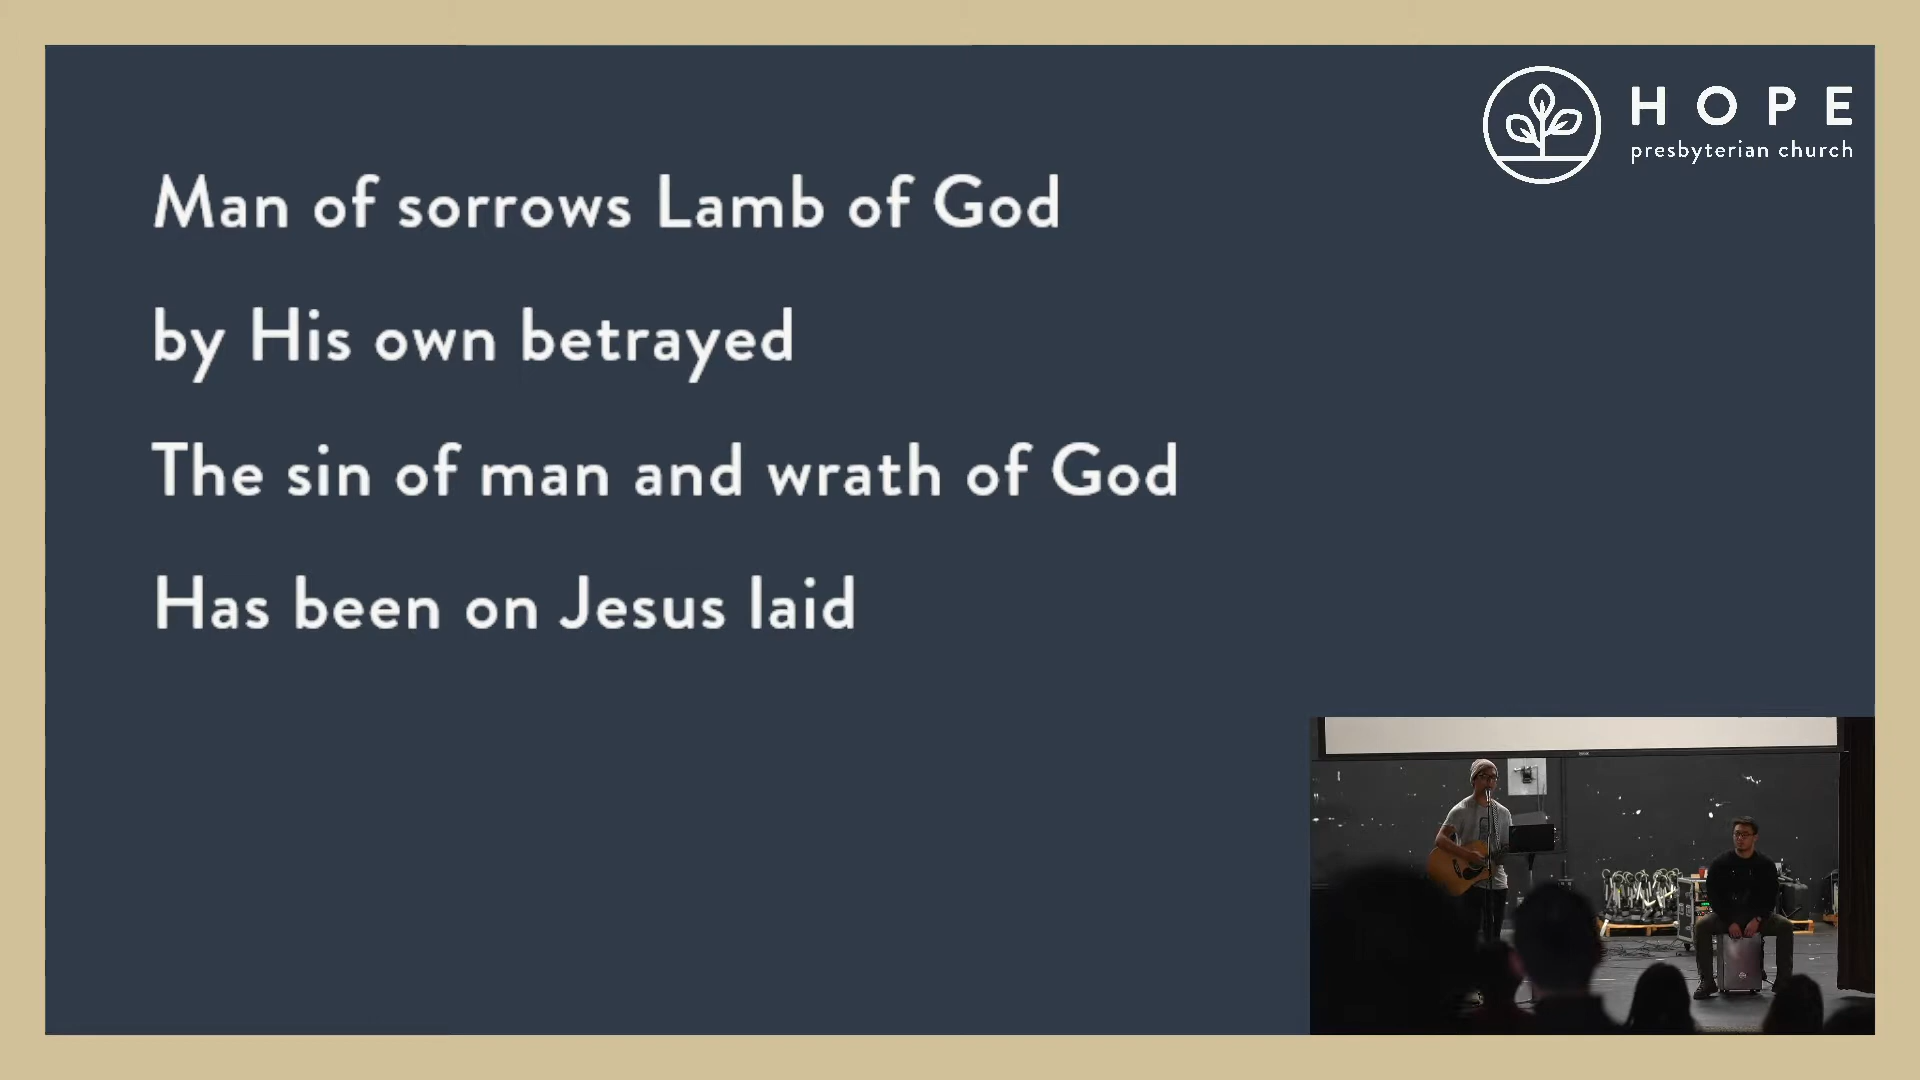 HOPE
presbyterian church
Man of sorrows Lamb of God
by His own betrayed
The sin of man and wrath of God
Has been on Jesus laid